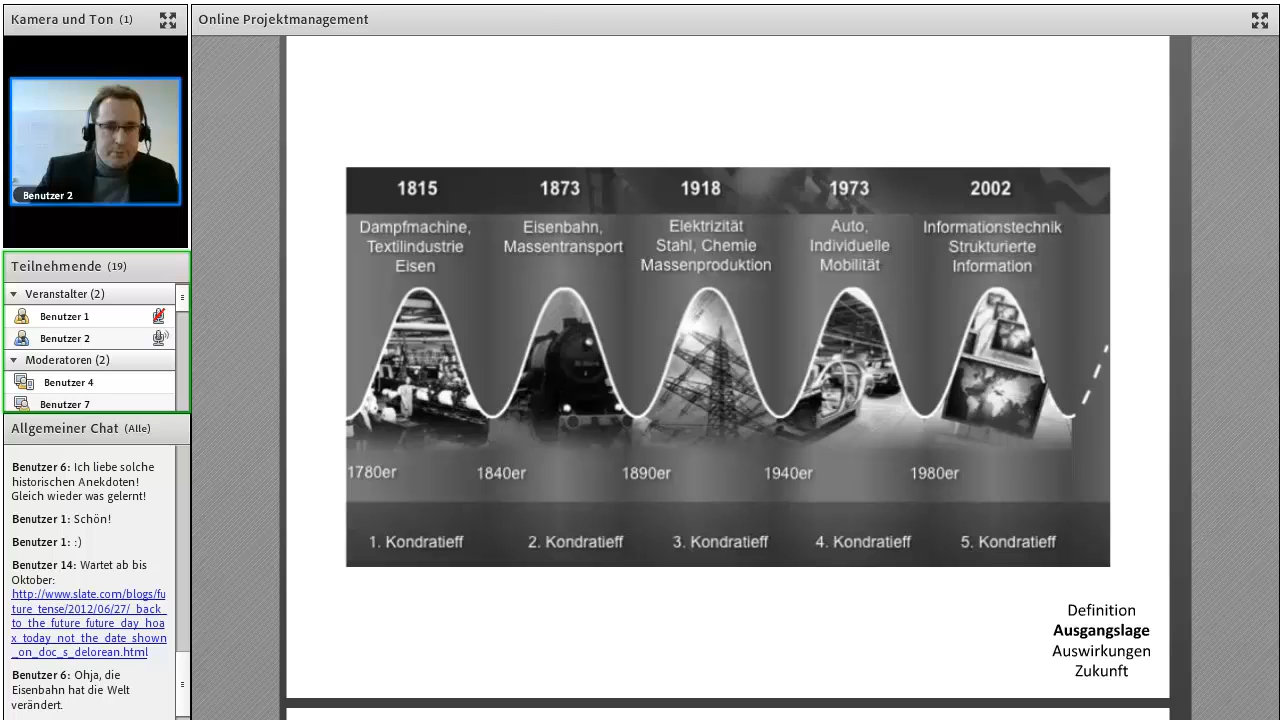 Kamera und Ton (1)
Benutzer 2
Teilnehmende (19)
Veranstalter (2)
Benutzer 1
Benutzer 2
Moderatoren (2)
Benutzer 4
Benutzer 7
Allgemeiner Chat (Alle)
Benutzer 6: Ich liebe solche
historischen Anekdoten!
Gleich wieder was gelernt!
Benutzer 1: Schön!
Benutzer 1: :)
Benutzer 14: Wartet ab bis
Oktober:
http://www.slate.com/blogs/fu
ture_tense/2012/06/27/_back_
to_the_future_future_day_hoa
x_today_not_the_date_shown
_on_doc_s_delorean.html
Benutzer 6: Ohja, die
Eisenbahn hat die Welt
verändert.
Online Projektmanagement
1815
1873
1918
1973
2002
Dampfmachine,
Textilindustrie
Eisen
Eisenbahn,
Massentransport
Elektrizität
Stahl, Chemie
Massenproduktion
Auto,
Individuelle
Mobilität
Informationstechnik
Strukturierte
Information
1780er
1840er
1890er
1940er
1980er
1. Kondratieff
2. Kondratieff
3. Kondratieff
4. Kondratieff
5. Kondratieff
Definition
Ausgangslage
Auswirkungen
Zukunft